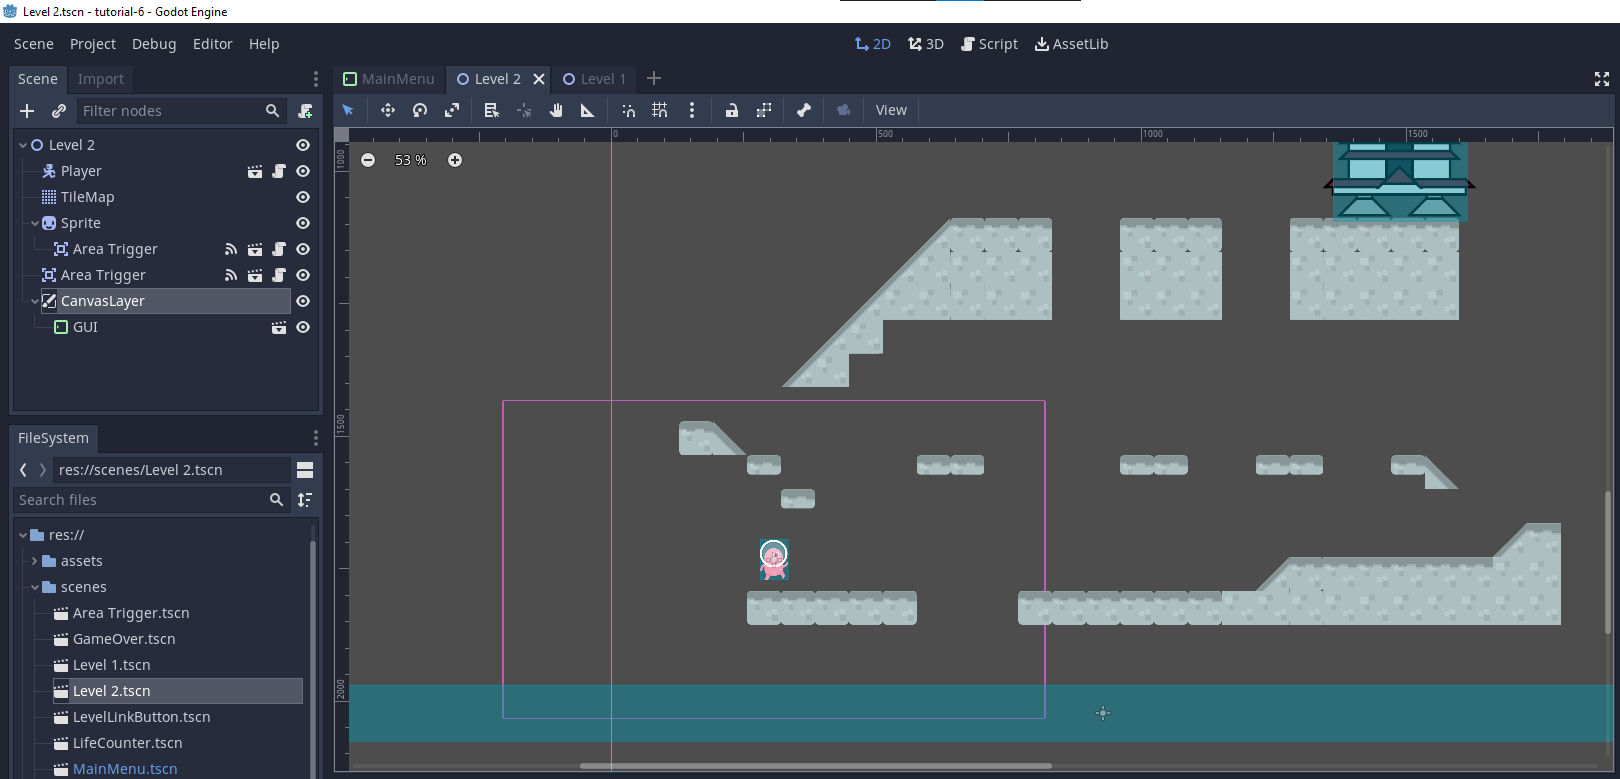 Level 2.tscn - tutorial-6 - Godot Engine
Scene Project Debug Editor Help
2D 3D Script AssetLib
Scene Import
MainMenu Level 2 Level 1
Filter nodes
View
0 500 1000 1500
1000
53 %
Level 2
Player
TileMap
Sprite
Area Trigger
Area Trigger
CanvasLayer
GUI
1500
FileSystem
res://scenes/Level 2.tscn
Search files
res://
assets
scenes
Area Trigger.tscn
GameOver.tscn
Level 1.tscn
Level 2.tscn
2000
LevelLinkButton.tscn
LifeCounter.tscn
MainMenu.tscn